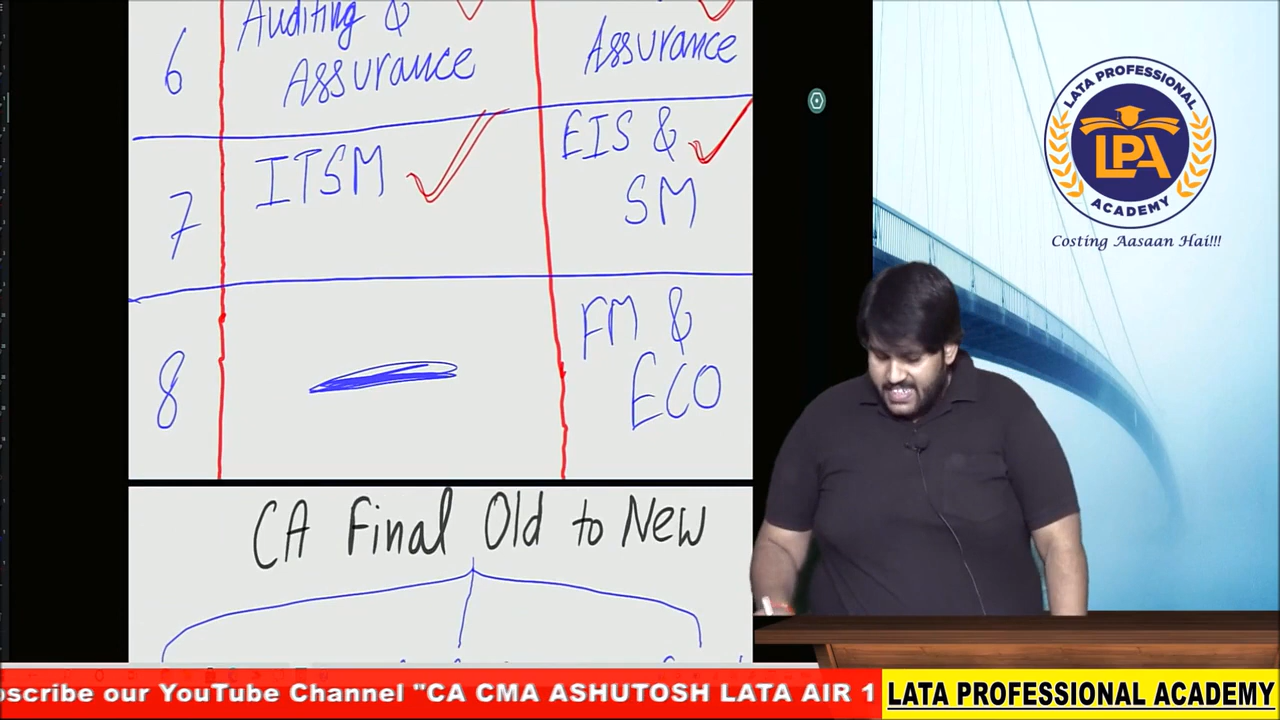 6
Auditing &
Assurance
Assurance
7
ITSM
EIS &
SM
8
FM &
ECO
CA Final Old to New
LATA PROFESSIONAL
LPA
ACADEMY
Costing Aasaan Hai!!!
bscribe our YouTube Channel "CA CMA ASHUTOSH LATA AIR 1
LATA PROFESSIONAL ACADEMY